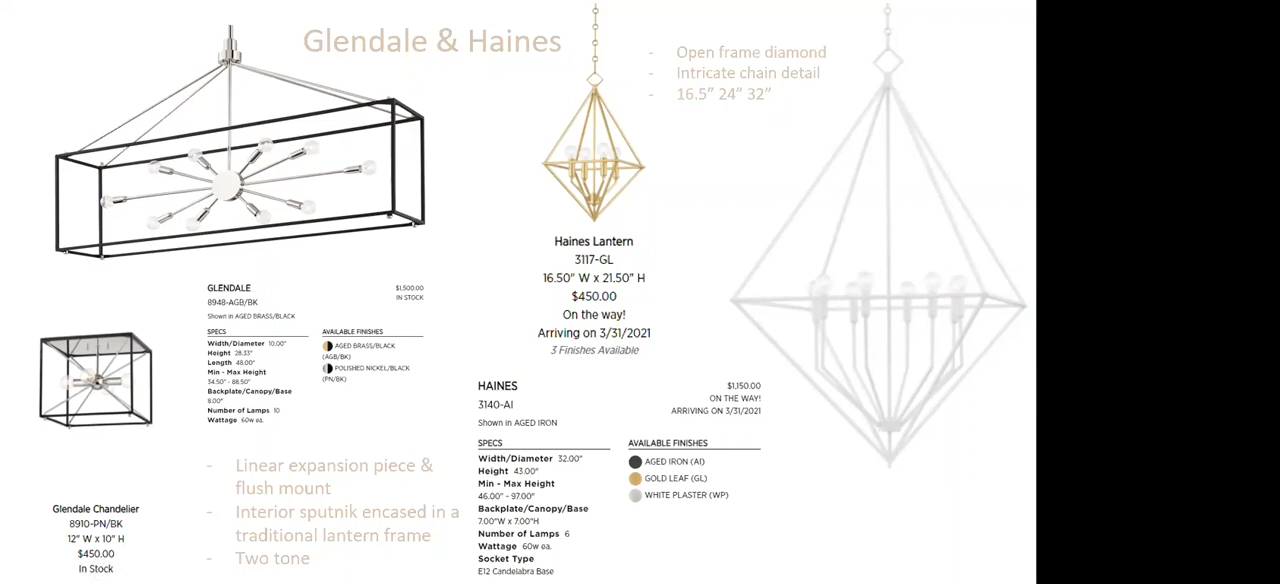 Glendale & Haines
- Open frame diamond
- Intricate chain detail
- 16.5” 24” 32”
Haines Lantern
3117-GL
16.50" W x 21.50" H
$450.00
On the way!
Arriving on 3/31/2021
3 Finishes Available
GLENDALE
$1,500.00
8948-AGB/BK
IN STOCK
Shown in AGED BRASS/BLACK
SPECS
Width/Diameter 10.00"
Height 28.33"
Length 48.00"
Min - Max Height
34.50" - 88.50"
Backplate/Canopy/Base
8.00"
Number of Lamps 10
Wattage 60w ea.
AVAILABLE FINISHES
AGED BRASS/BLACK
(AGB/BK)
POLISHED NICKEL/BLACK
(PN/BK)
HAINES
$1,150.00
3140-AI
ON THE WAY!
ARRIVING ON 3/31/2021
Shown in AGED IRON
SPECS
Width/Diameter 32.00"
Height 43.00"
Min - Max Height
46.00" - 97.00"
Backplate/Canopy/Base
7.00"W x 7.00"H
Number of Lamps 6
Wattage 60w ea.
Socket Type
E12 Candelabra Base
AVAILABLE FINISHES
AGED IRON (AI)
GOLD LEAF (GL)
WHITE PLASTER (WP)
- Linear expansion piece &
flush mount
- Interior sputnik encased in a
traditional lantern frame
- Two tone
Glendale Chandelier
8910-PN/BK
12" W x 10" H
$450.00
In Stock